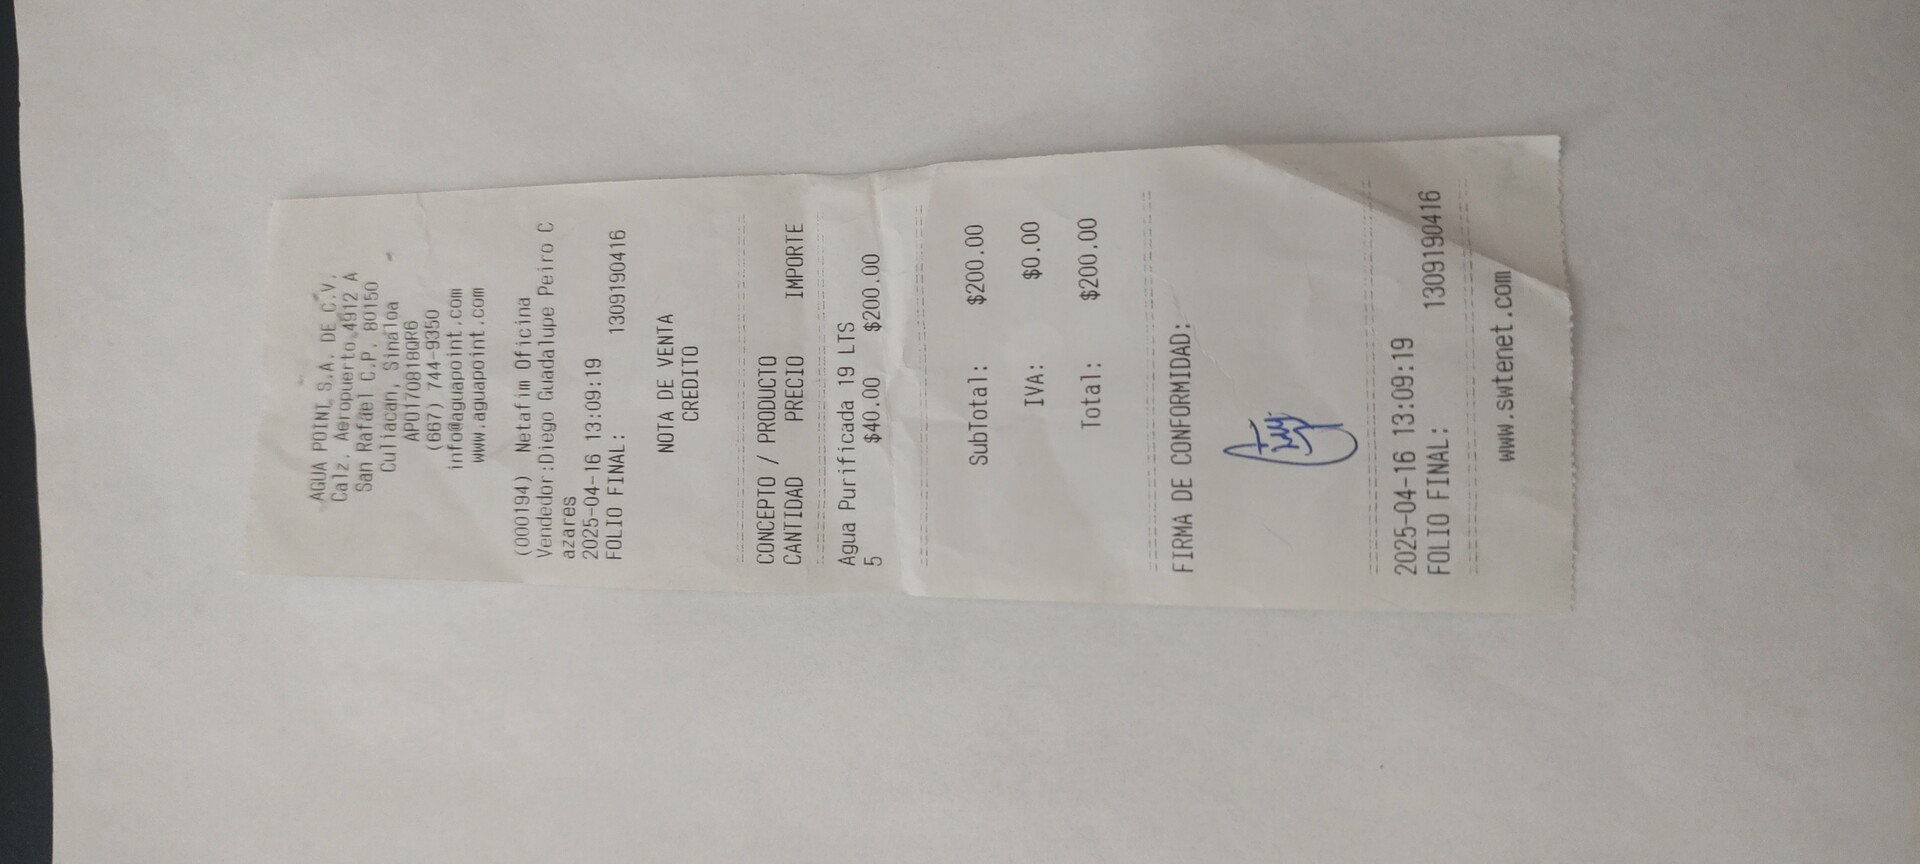 AGUA POINT S.A. DE C.V.
Calz. Aeropuerto 4912 A
San Rafael C.P. 80150
Culiacan, Sinaloa
APO170818QR6
(667) 744-9350
info@aguapoint.com
www.aguapoint.com
(000194) Netafim Oficina
Vendedor:Diego Guadalupe Peiro C
azares
2025-04-16 13:09:19
FOLIO FINAL: 1309190416
NOTA DE VENTA
CREDITO
CONCEPTO / PRODUCTO
CANTIDAD PRECIO IMPORTE
Agua Purificada 19 LTS
5 $40.00 $200.00
SubTotal: $200.00
IVA: $0.00
Total: $200.00
FIRMA DE CONFORMIDAD:
2025-04-16 13:09:19
FOLIO FINAL: 1309190416
www.swtenet.com